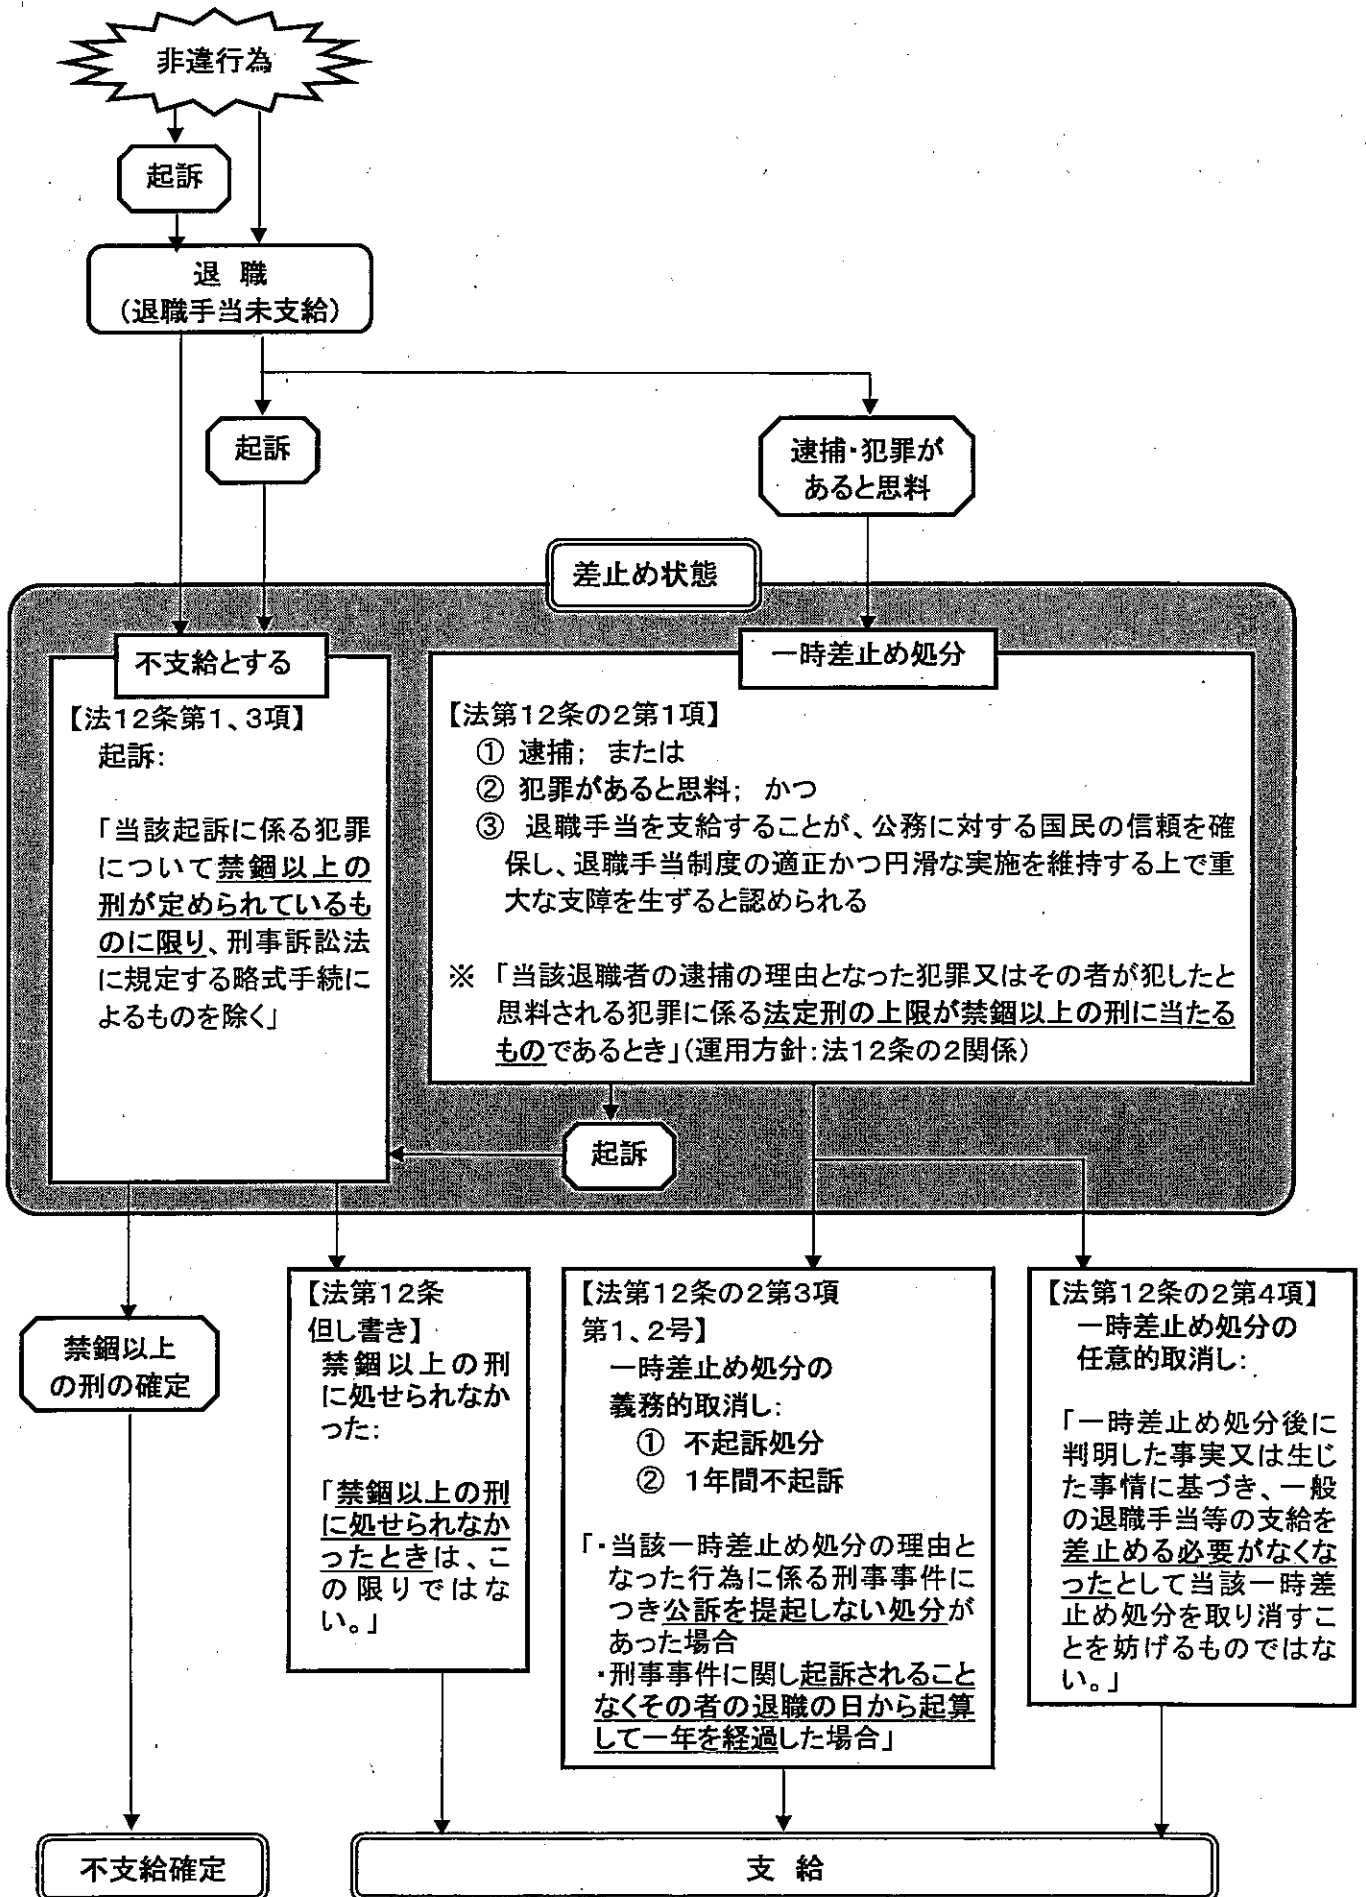 非違行為
起訴
退 職
(退職手当未支給)
起訴
逮捕・犯罪が
あると思料
差止め状態
不支給とする
【法12条第1、3項】
起訴:
「当該起訴に係る犯罪
について禁錮以上の
刑が定められているも
のに限り、刑事訴訟法
に規定する略式手続に
よるものを除く」
一時差止め処分
【法第12条の2第1項】
① 逮捕; または
② 犯罪があると思料; かつ
③ 退職手当を支給することが、公務に対する国民の信頼を確
保し、退職手当制度の適正かつ円滑な実施を維持する上で重
大な支障を生ずると認められる
※ 「当該退職者の逮捕の理由となった犯罪又はその者が犯したと
思料される犯罪に係る法定刑の上限が禁錮以上の刑に当たる
ものであるとき」(運用方針:法12条の2関係)
起訴
禁錮以上
の刑の確定
【法第12条
但し書き】
禁錮以上の刑
に処せられなか
った:
「禁錮以上の刑
に処せられなか
ったときは、こ
の限りではな
い。」
【法第12条の2第3項
第1、2号】
一時差止め処分の
義務的取消し:
① 不起訴処分
② 1年間不起訴
「・当該一時差止め処分の理由と
なった行為に係る刑事事件に
つき公訴を提起しない処分が
あった場合
・刑事事件に関し起訴されること
なくその者の退職の日から起算
して一年を経過した場合」
【法第12条の2第4項】
一時差止め処分の
任意的取消し:
「一時差止め処分後に
判明した事実又は生じ
た事情に基づき、一般
の退職手当等の支給を
差止める必要がなくな
ったとして当該一時差
止め処分を取り消すこ
とを妨げるものではな
い。」
不支給確定
支 給